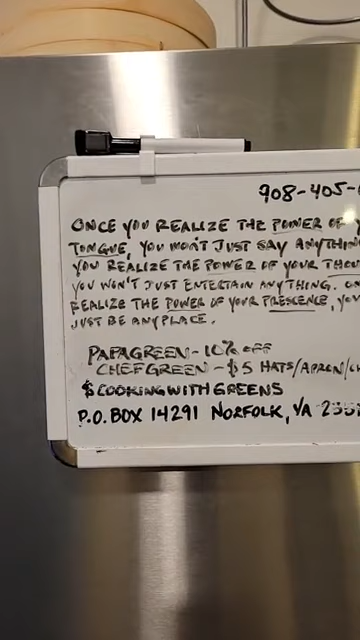 908-405-
ONCE YOU REALIZE THE POWER OF
TONGUE, YOU WON'T JUST SAY ANYTHIN
YOU REALIZE THE POWER OF YOUR THOU
YOU WON'T JUST ENTERTAIN ANYTHING. ON
REALIZE THE POWER OF YOUR PRESENCE, YOU
JUST BE ANYPLACE.
PAPAGREEN - 10% OFF
CHEFGREEN - $5 HATS/APRON/
$COOKINGWITHGREENS
P.O. BOX 14291 NORFOLK, VA